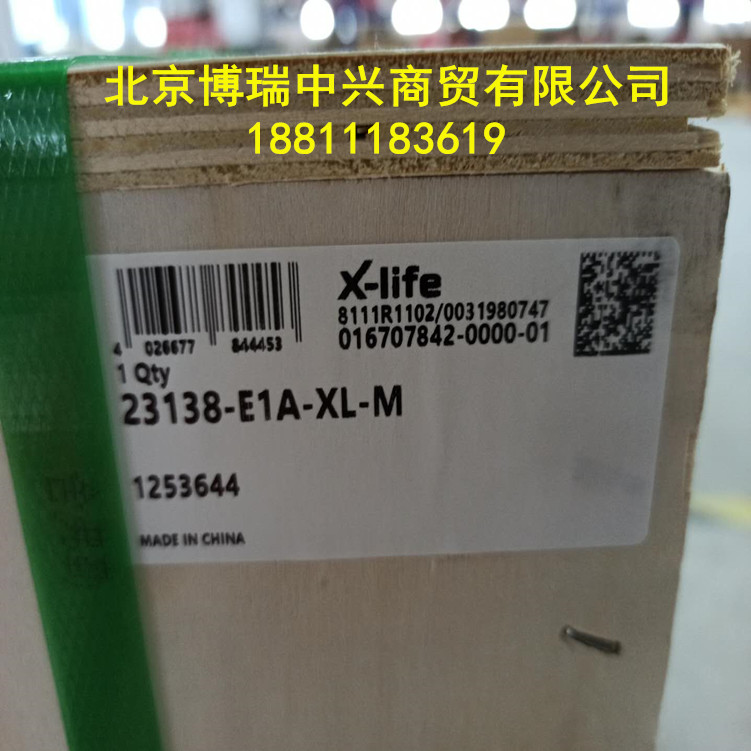 北京博瑞中兴商贸有限公司
18811183619
X-life
8111R1102/0031980747
016707842-0000-01
4 026677 844453
1 Qty
23138-E1A-XL-M
1253644
MADE IN CHINA